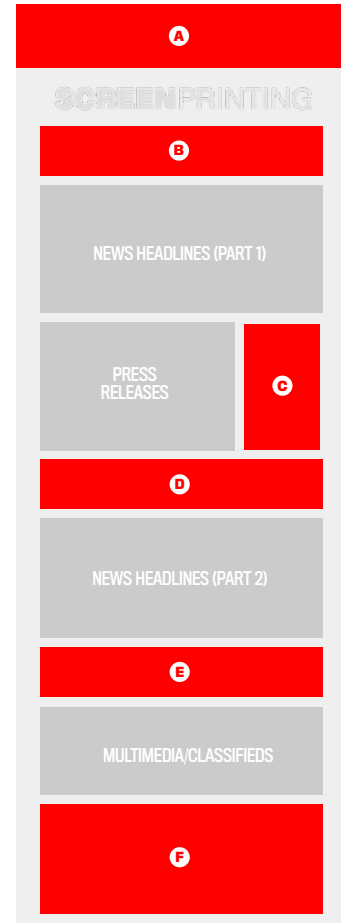 A
SCREENPRINTING
B
NEWS HEADLINES (PART 1)
PRESS
RELEASES
C
D
NEWS HEADLINES (PART 2)
E
MULTIMEDIA/CLASSIFIEDS
F